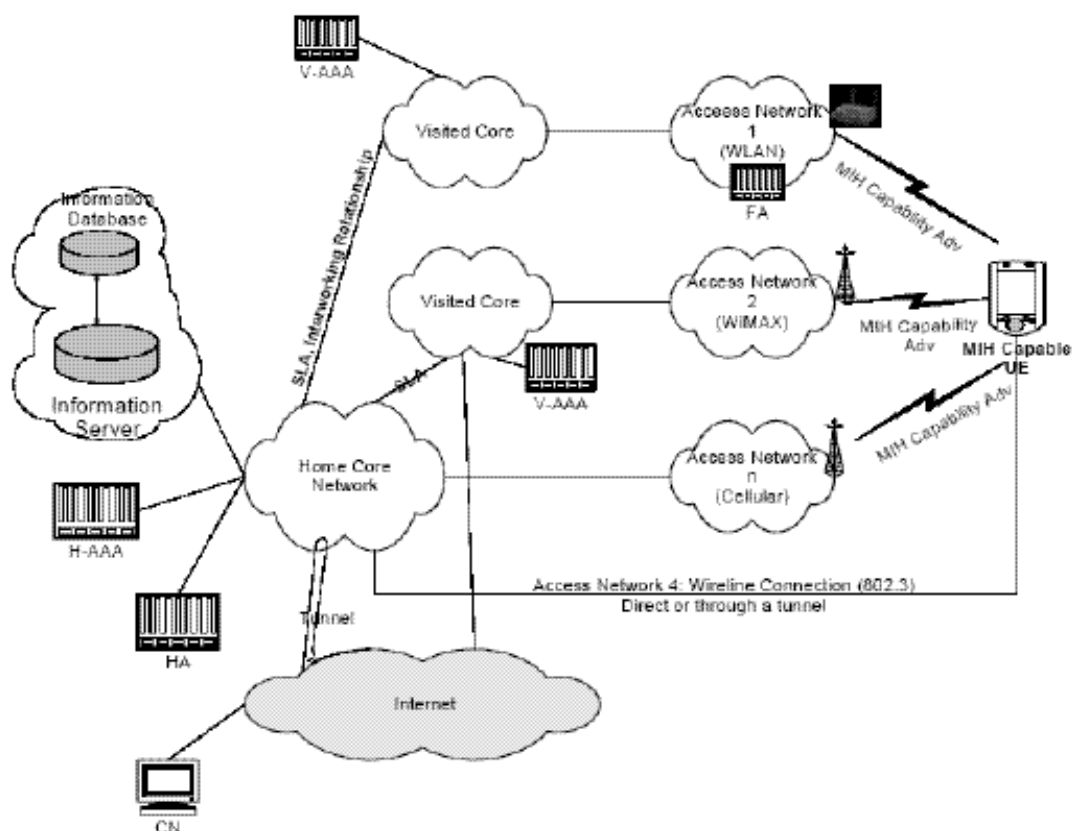 V-AAA
Visited Core
Accesss Network
1
(WLAN)
FA
MIH Capability Adv
SLA, Interworking Relationship
Information
Database
Information
Server
Visited Core
Access Network
2
(WiMAX)
MIH Capability
Adv
MIH Capable
UE
SLA
V-AAA
MIH Capability Adv
Home Core
Network
Access Network
n
(Cellular)
H-AAA
HA
Access Network 4: Wireline Connection (802.3)
Direct or through a tunnel
Tunnel
Internet
CN